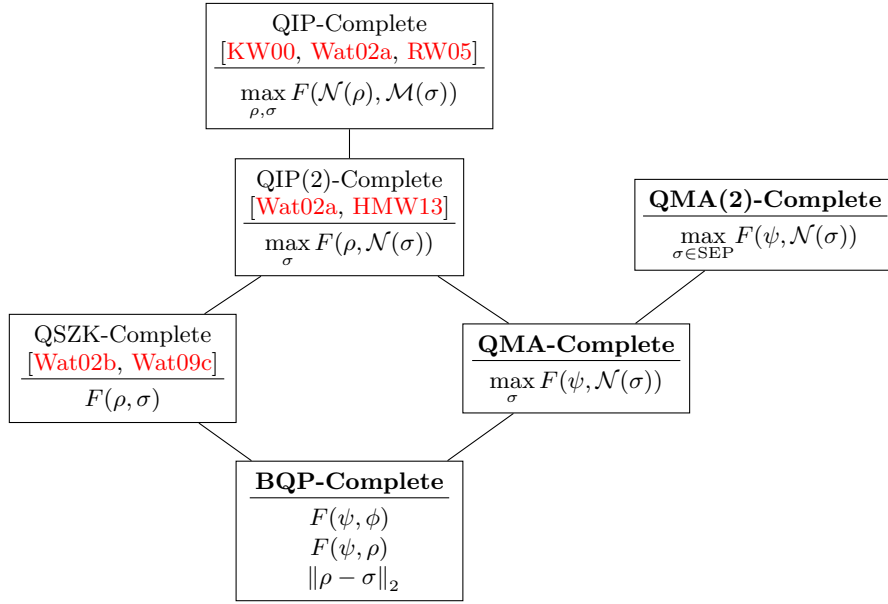 QIP-Complete
[KW00, Wat02a, RW05]
max F(𝒩(ρ), ℳ(σ))
ρ,σ
QIP(2)-Complete
[Wat02a, HMW13]
max F(ρ, 𝒩(σ))
σ
QMA(2)-Complete
max F(ψ, 𝒩(σ))
σ∈SEP
QSZK-Complete
[Wat02b, Wat09c]
F(ρ, σ)
QMA-Complete
max F(ψ, 𝒩(σ))
σ
BQP-Complete
F(ψ, ϕ)
F(ψ, ρ)
‖ρ − σ‖₂